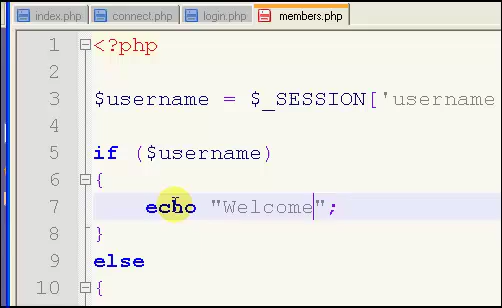 index.php connect.php login.php members.php
1 <?php
2
3 $username = $_SESSION['username
4
5 if ($username)
6 {
7 echo "Welcome";
8 }
9 else
10 {